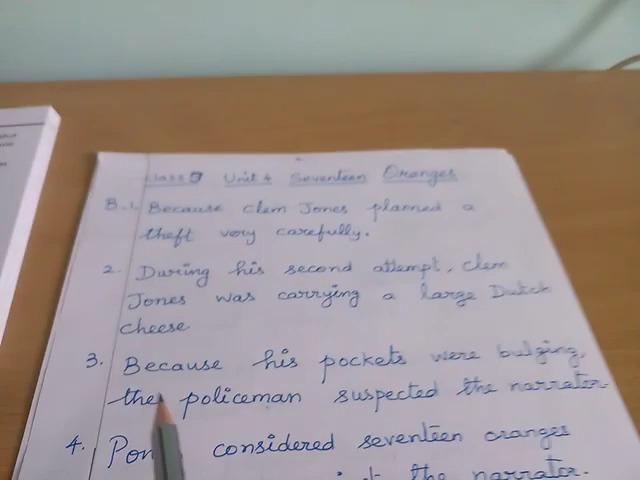 Unit 4 Seventeen Oranges
B.1. Because Clem Jones planned a
theft very carefully.
2. During his second attempt, Clem
Jones was carrying a large Dutch
cheese
3. Because his pockets were bulging,
the policeman suspected the narrator.
4. considered seventeen oranges
the narrator.